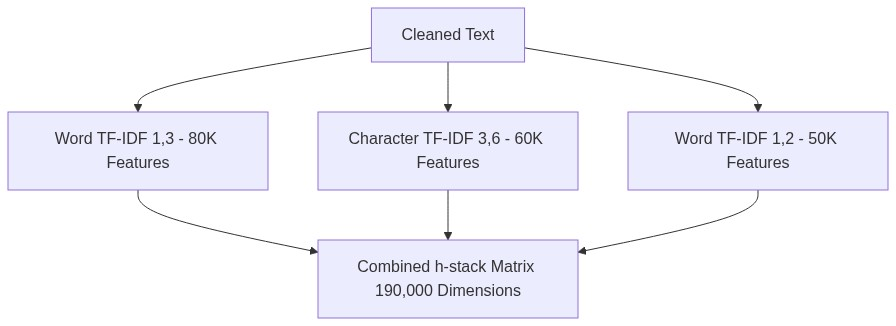 Cleaned Text
Word TF-IDF 1,3 - 80K
Features
Character TF-IDF 3,6 - 60K
Features
Word TF-IDF 1,2 - 50K
Features
Combined h-stack Matrix
190,000 Dimensions